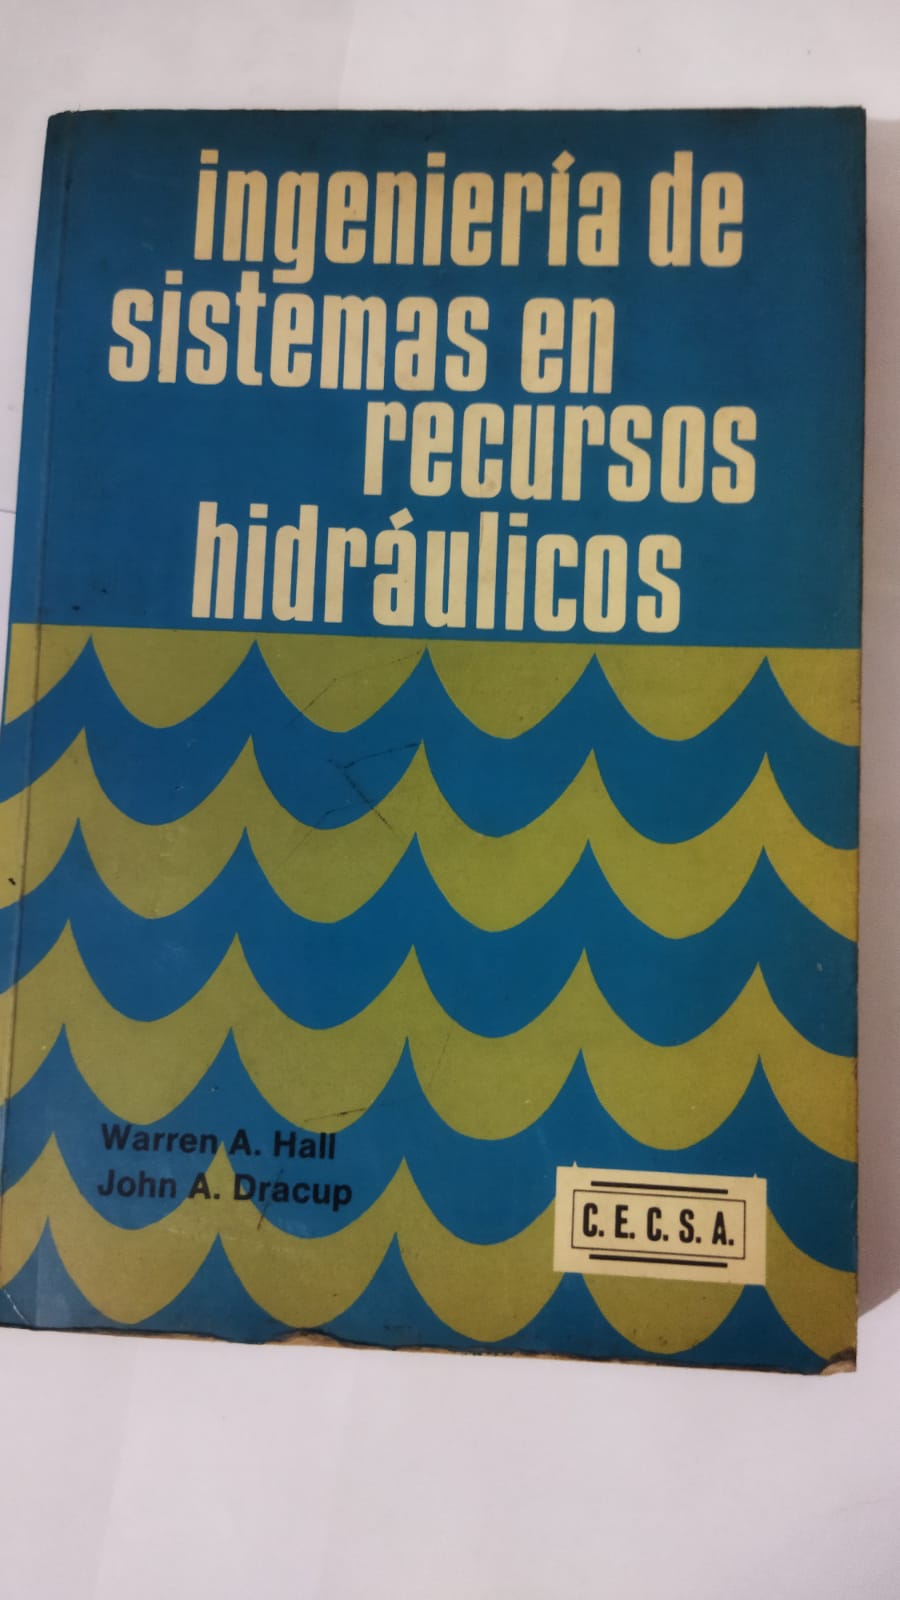 ingeniería de
sistemas en
recursos
hidráulicos
Warren A. Hall
John A. Dracup
C. E. C. S. A.